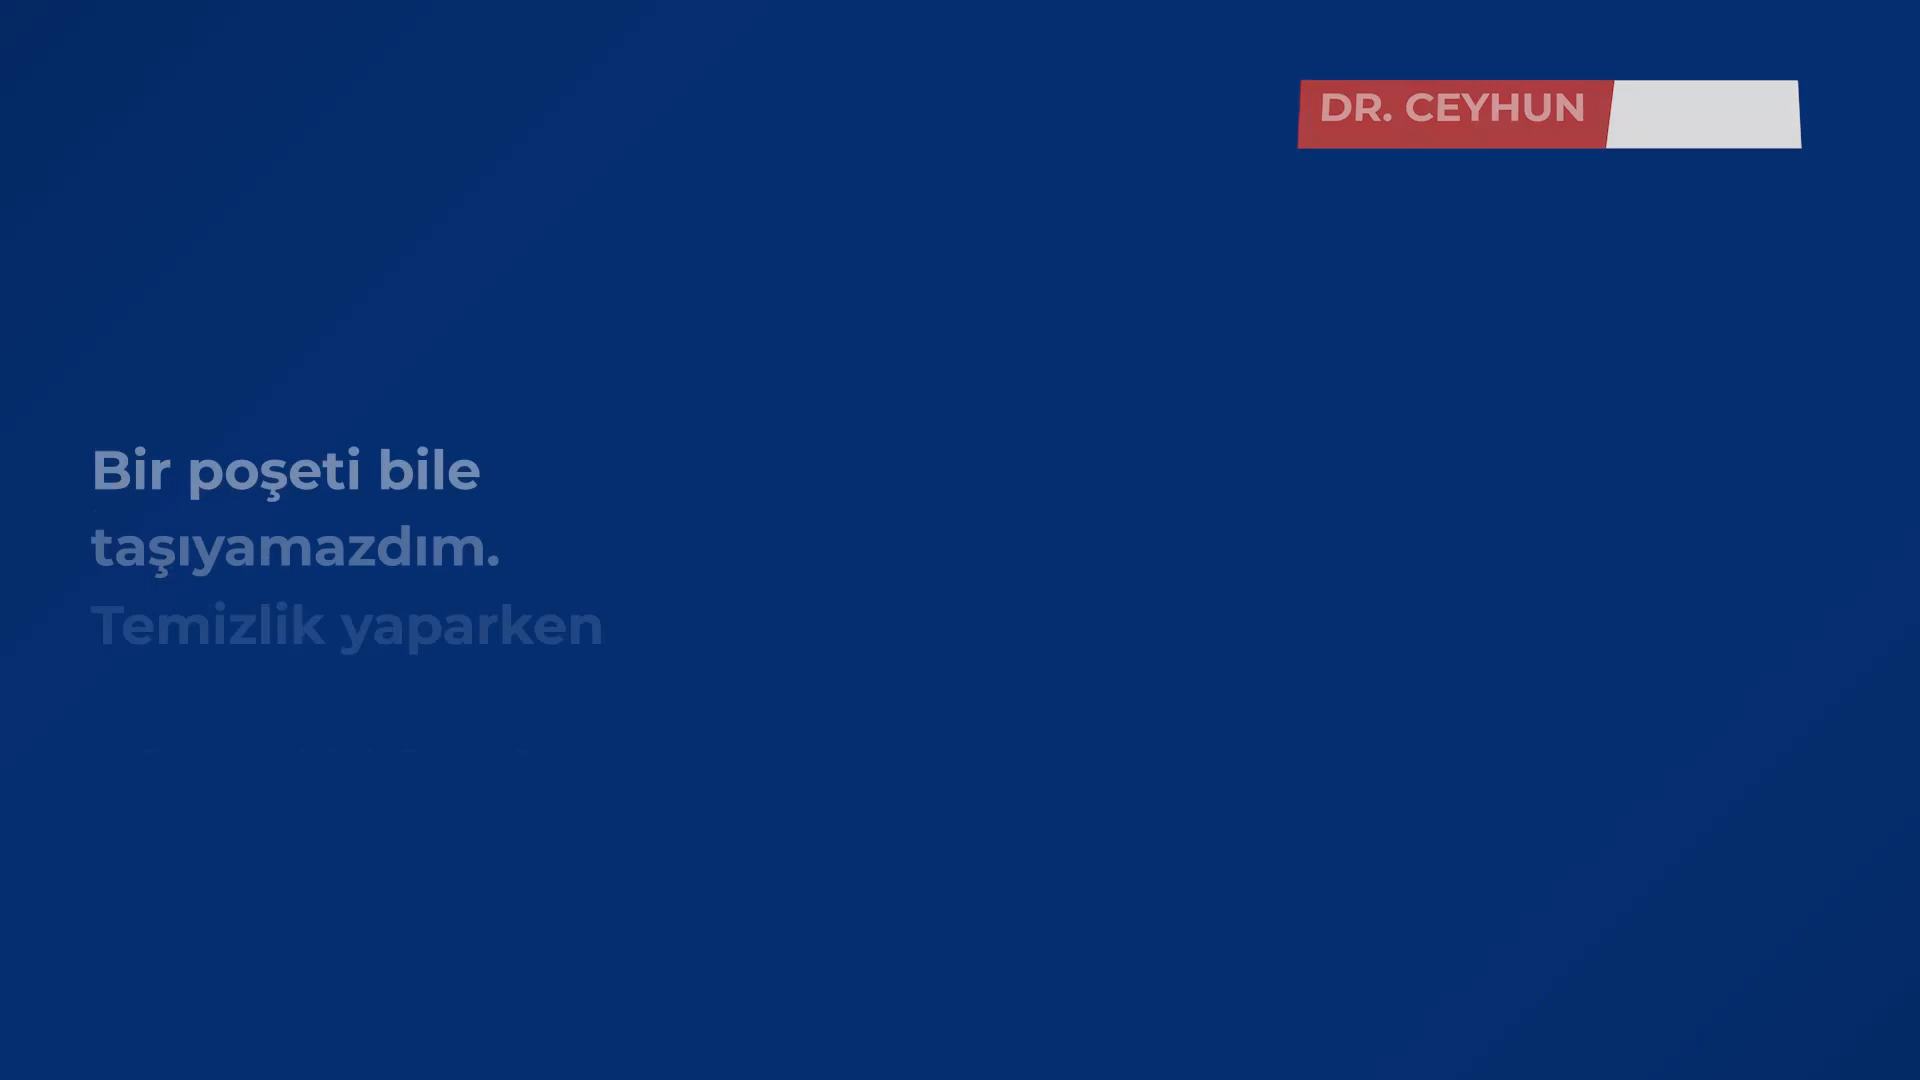 DR. CEYHUN
Bir poşeti bile
taşıyamazdım.
Temizlik yaparken